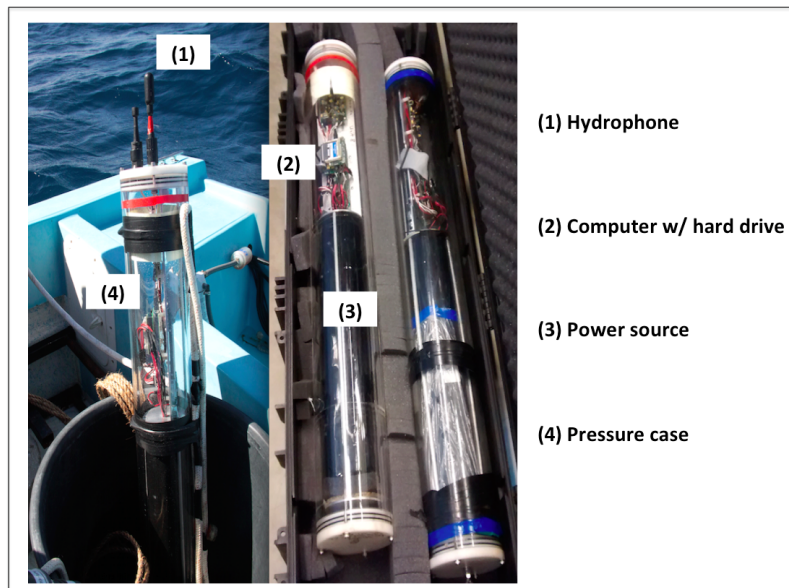 (1)
(2)
(4)
(3)
(1) Hydrophone
(2) Computer w/ hard drive
(3) Power source
(4) Pressure case